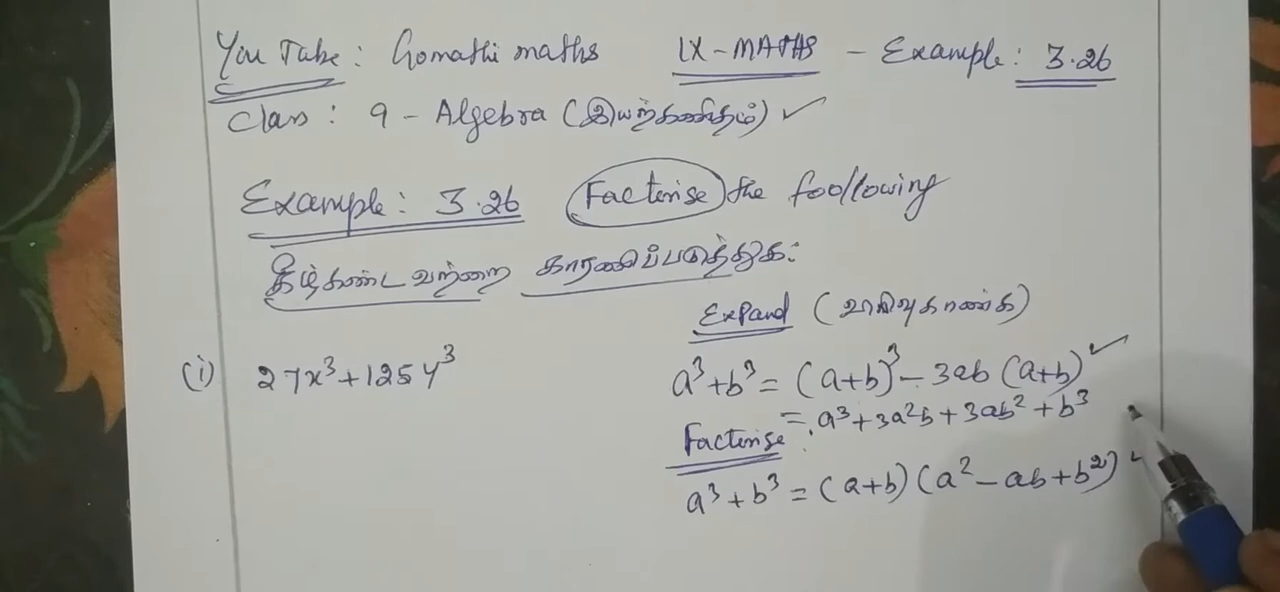 You Tube : Gomathi maths IX - MATHS - Example : 3.26
Class : 9 - Algebra (இயற்கணிதம்) ✓
Example : 3.26 Factorise the foollowing
கீழ்கண்டவற்றை காரணிப்படுத்துக :
Expand (விரிவுகாண்க)
(i) 27x³+125y³
a³+b³ = (a+b)³ - 3ab (a+b) ✓
= a³+3a²b+3ab²+b³
Factorise :
a³+b³ = (a+b) (a²-ab+b²) ✓